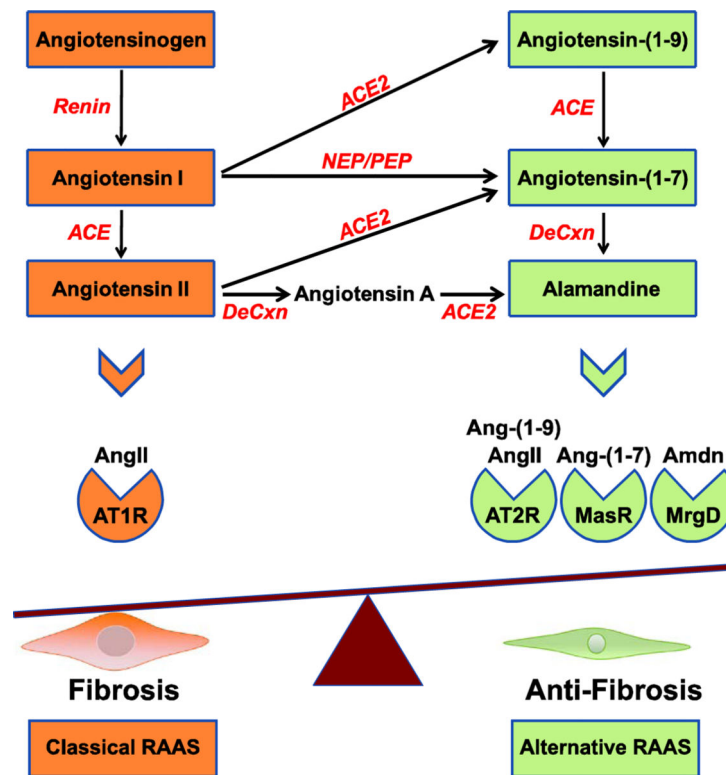 Angiotensinogen
Angiotensin-(1-9)
Renin
ACE2
ACE
NEP/PEP
Angiotensin I
Angiotensin-(1-7)
ACE
ACE2
DeCxn
Angiotensin II
Angiotensin A
Alamandine
DeCxn
ACE2
Ang-(1-9)
AngII
AngII
Ang-(1-7)
Amdn
AT1R
AT2R
MasR
MrgD
Fibrosis
Anti-Fibrosis
Classical RAAS
Alternative RAAS